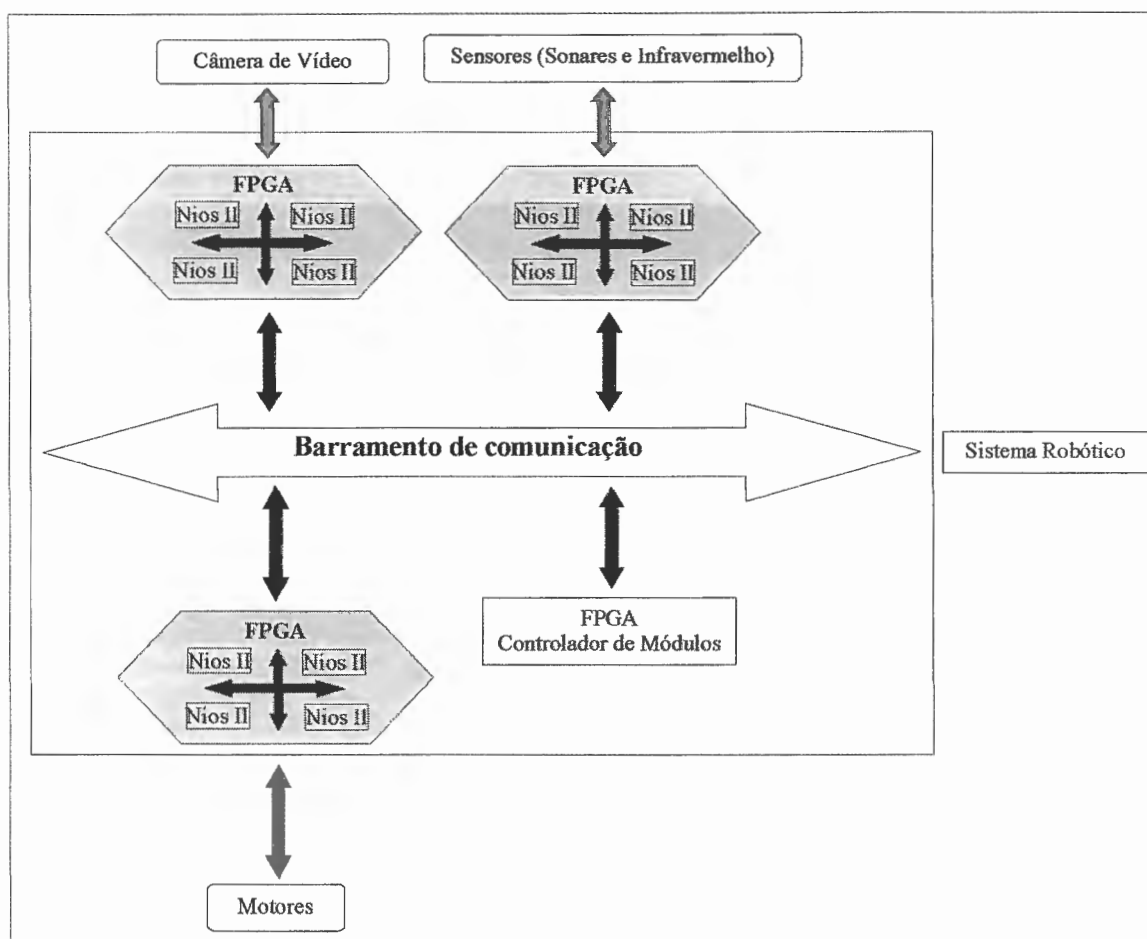 Câmera de Vídeo
Sensores (Sonares e Infravermelho)
FPGA
Nios II
Nios II
Nios II
Nios II
FPGA
Nios II
Nios II
Nios II
Nios II
Barramento de comunicação
Sistema Robótico
FPGA
Nios II
Nios II
Nios II
Nios II
FPGA
Controlador de Módulos
Motores